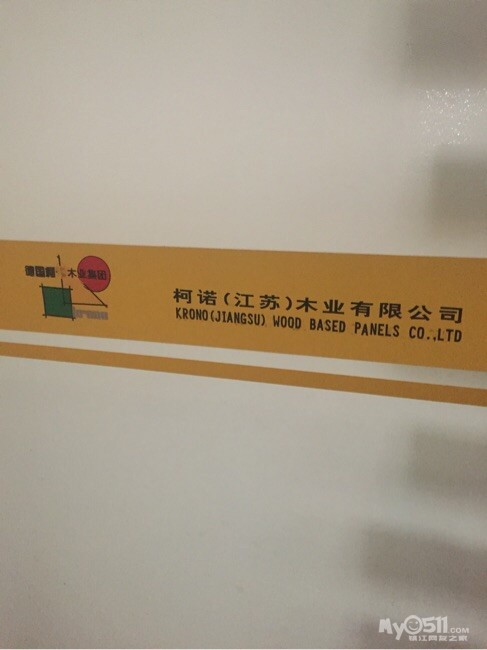 木业集团
柯诺(江苏)木业有限公司
KRONO(JIANGSU) WOOD BASED PANELS CO.,LTD
My0511.COM
镇江网友之家